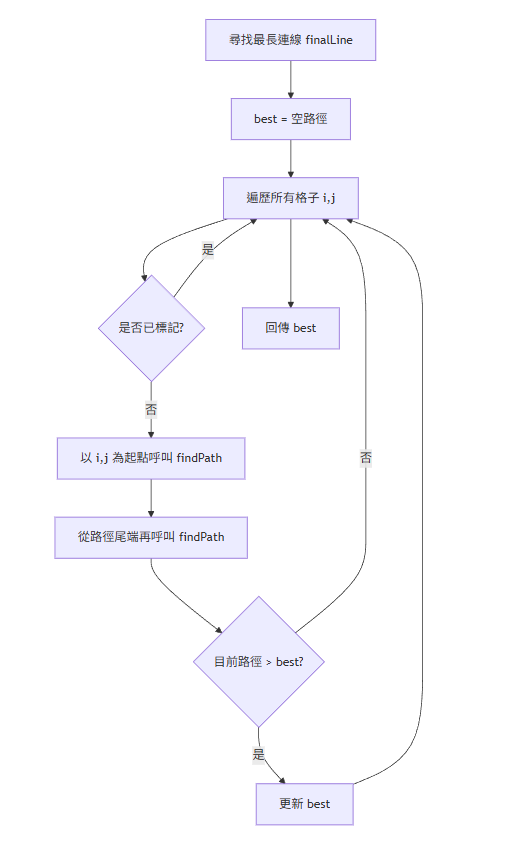 尋找最長連線 finalLine
best = 空路徑
遍歷所有格子 i,j
是
是否已標記?
回傳 best
否
以 i,j 為起點呼叫 findPath
否
從路徑尾端再呼叫 findPath
目前路徑 > best?
是
更新 best